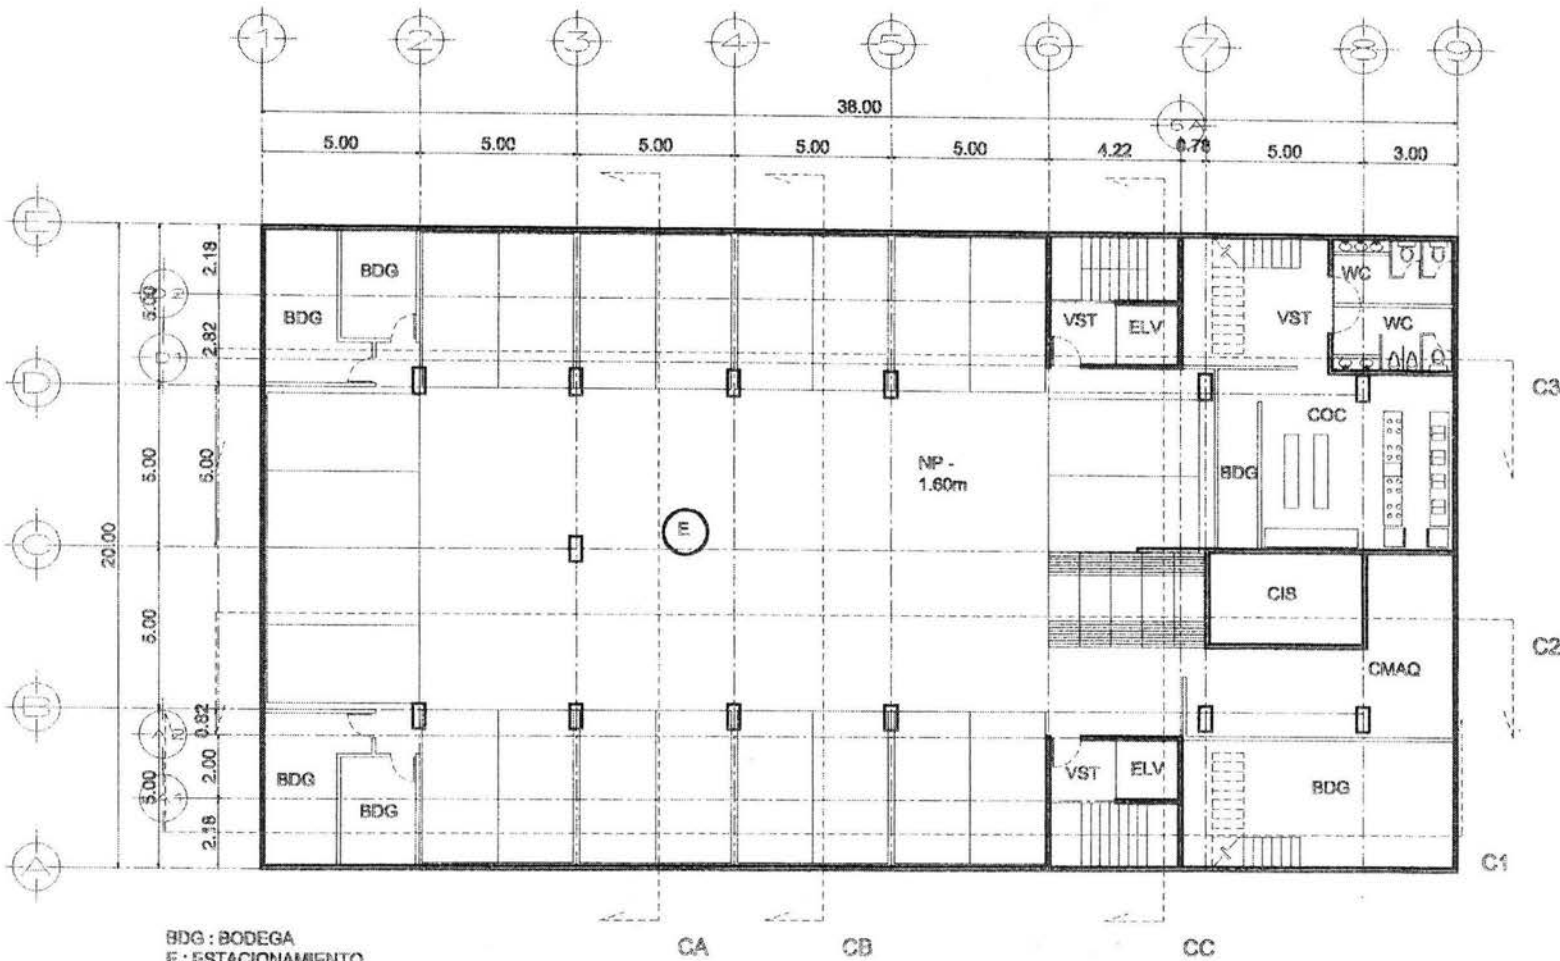 1 2 3 4 5 6 7 8 9
38.00
6A
5.00 5.00 5.00 5.00 5.00 4.22 0.78 5.00 3.00
E
2.18
BDG
WC
5.00
BDG
VST ELV
VST
WC
2.82
D
C3
COC
5.00
5.00
NP -
1.60m
BDG
E
C
20.00
CIS
5.00
C2
CMAQ
B
0.82
2.00
BDG
VST ELV
BDG
5.00
BDG
2.18
A
C1
BDG : BODEGA
E : ESTACIONAMIENTO
CA CB CC